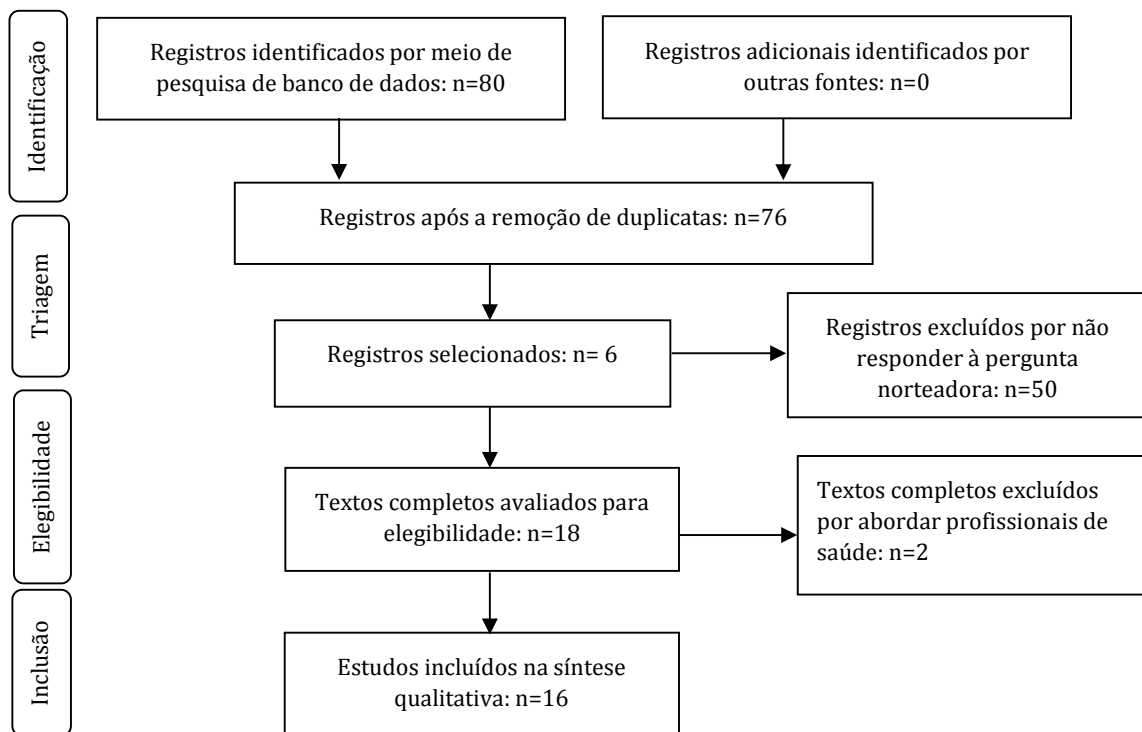 Identificação
Registros identificados por meio de
pesquisa de banco de dados: n=80
Registros adicionais identificados por
outras fontes: n=0
Registros após a remoção de duplicatas: n=76
Triagem
Registros selecionados: n= 6
Registros excluídos por não
responder à pergunta
norteadora: n=50
Elegibilidade
Textos completos avaliados para
elegibilidade: n=18
Textos completos excluídos
por abordar profissionais de
saúde: n=2
Inclusão
Estudos incluídos na síntese
qualitativa: n=16